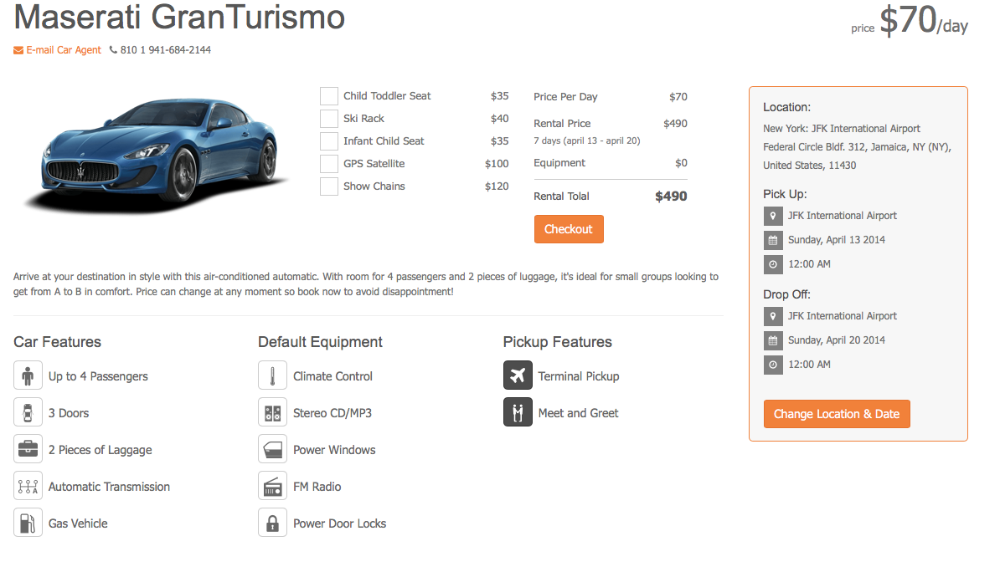 Maserati GranTurismo
price $70/day
E-mail Car Agent 810 1 941-684-2144
Child Toddler Seat $35
Ski Rack $40
Infant Child Seat $35
GPS Satellite $100
Show Chains $120
Price Per Day $70
Rental Price $490
7 days (april 13 - april 20)
Equipment $0
Rental Tolal $490
Checkout
Location:
New York: JFK International Airport
Federal Circle Bldf. 312, Jamaica, NY (NY),
United States, 11430
Pick Up:
JFK International Airport
Sunday, April 13 2014
12:00 AM
Drop Off:
JFK International Airport
Sunday, April 20 2014
12:00 AM
Change Location & Date
Arrive at your destination in style with this air-conditioned automatic. With room for 4 passengers and 2 pieces of luggage, it's ideal for small groups looking to
get from A to B in comfort. Price can change at any moment so book now to avoid disappointment!
Car Features
Up to 4 Passengers
3 Doors
2 Pieces of Laggage
A
Automatic Transmission
Gas Vehicle
Default Equipment
Climate Control
Stereo CD/MP3
Power Windows
FM Radio
Power Door Locks
Pickup Features
Terminal Pickup
Meet and Greet